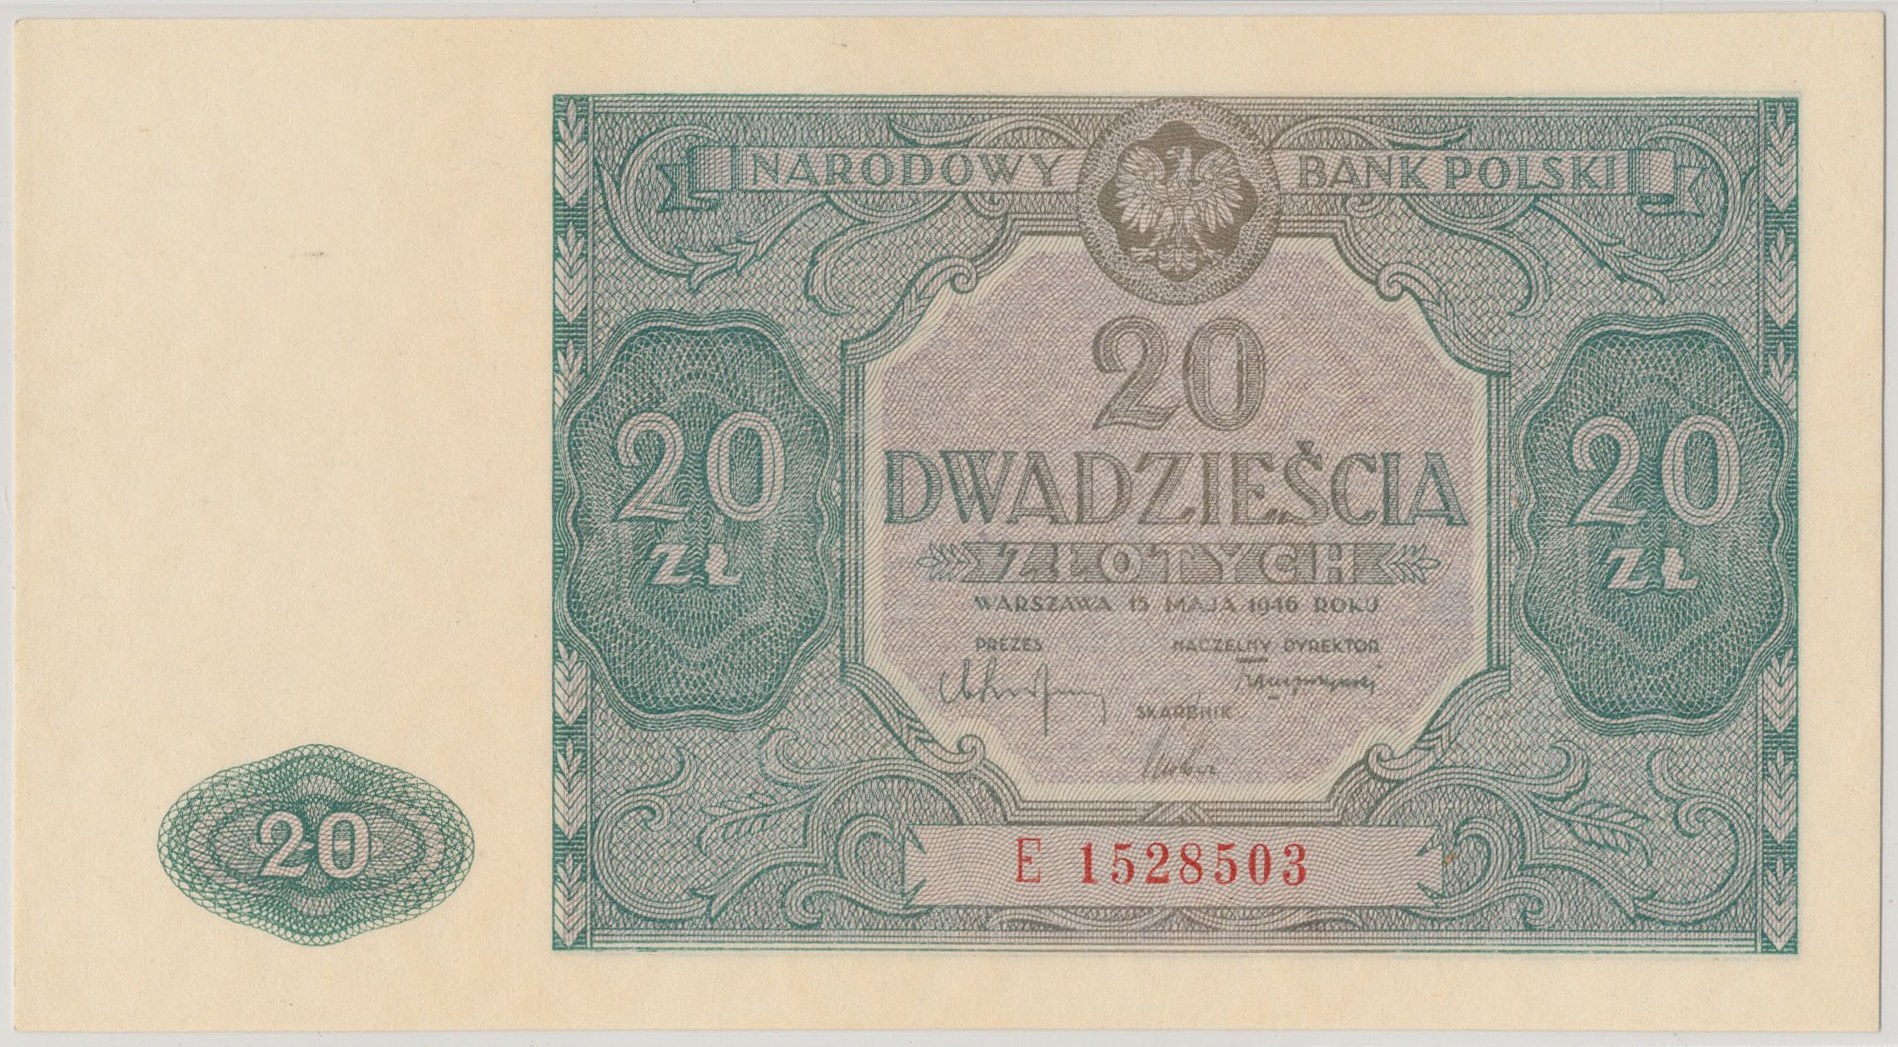 NARODOWY BANK POLSKI
20
20 ZŁ
20 ZŁ
DWADZIEŚCIA
ZŁOTYCH
WARSZAWA 15 MAJA 1946 ROKU
PREZES
NACZELNY DYREKTOR
SKARBNIK
E 1528503
20